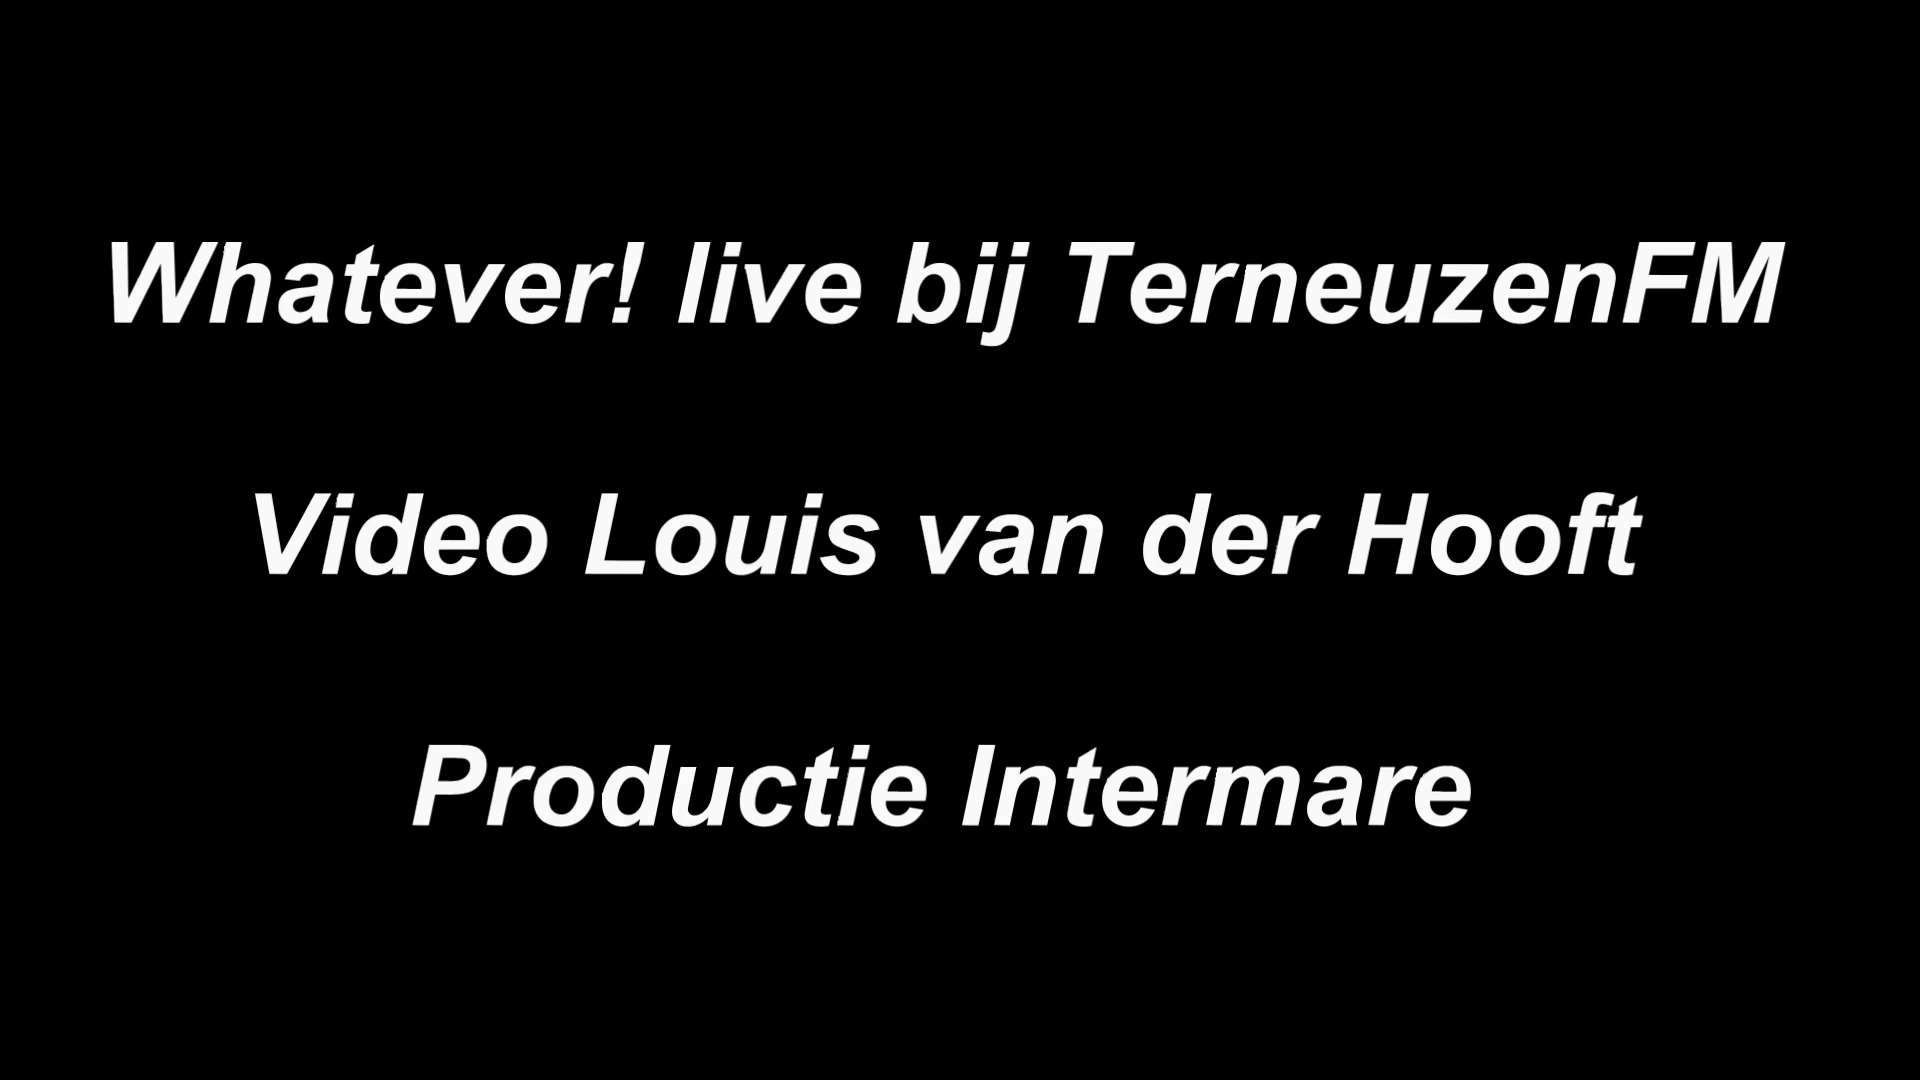 Whatever! live bij TerneuzenFM
Video Louis van der Hooft
Productie Intermare